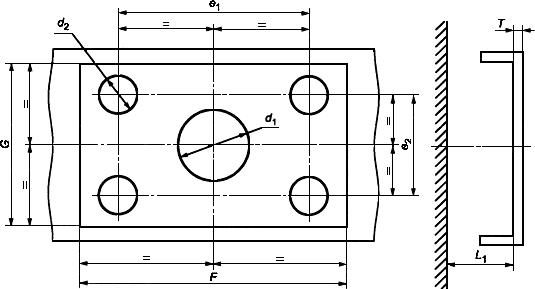 e₁
d₂
= =
T
=
d₁
=
G
e₂
=
=
L₁
= =
F